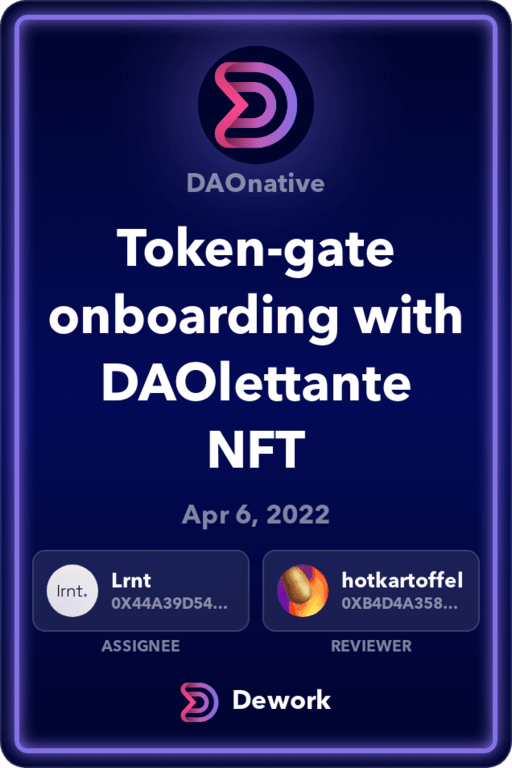 DAOnative
Token-gate
onboarding with
DAOlettante
NFT
Apr 6, 2022
lrnt.
Lrnt
0X44A39D54...
ASSIGNEE
hotkartoffel
0XB4D4A358...
REVIEWER
Dework